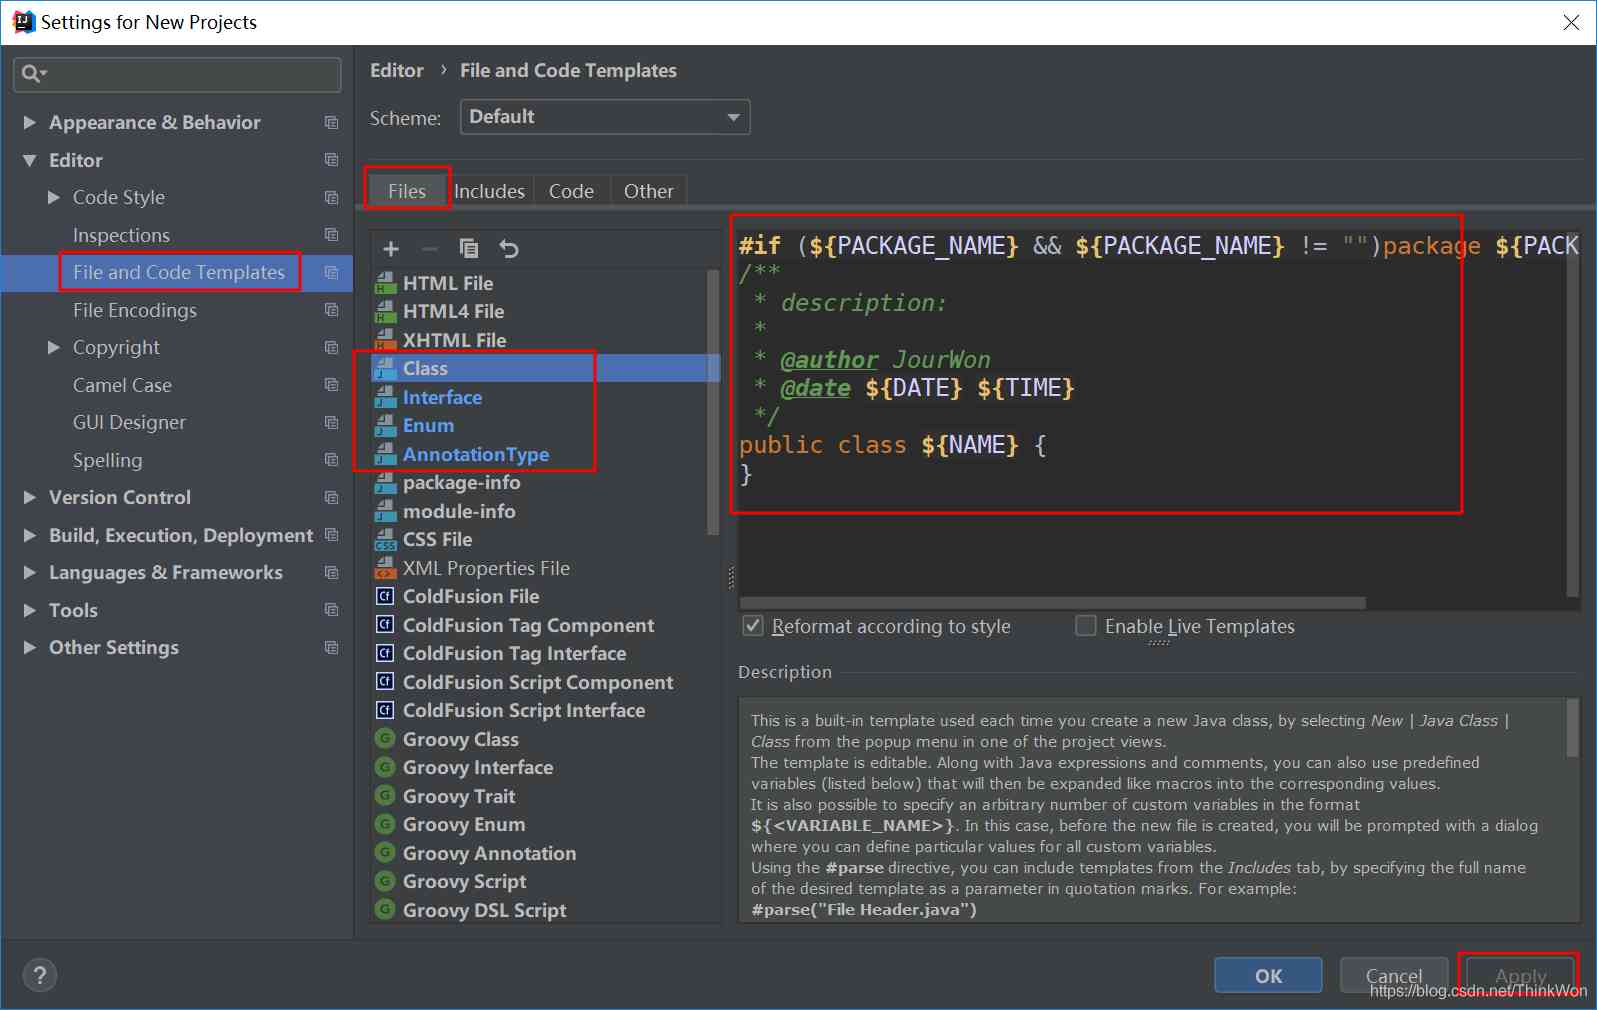 Settings for New Projects
Appearance & Behavior
Editor
Code Style
Inspections
File and Code Templates
File Encodings
Copyright
Camel Case
GUI Designer
Spelling
Version Control
Build, Execution, Deployment
Languages & Frameworks
Tools
Other Settings
Editor › File and Code Templates
Scheme: Default
Files Includes Code Other
HTML File
HTML4 File
XHTML File
Class
Interface
Enum
AnnotationType
package-info
module-info
CSS File
XML Properties File
ColdFusion File
ColdFusion Tag Component
ColdFusion Tag Interface
ColdFusion Script Component
ColdFusion Script Interface
Groovy Class
Groovy Interface
Groovy Trait
Groovy Enum
Groovy Annotation
Groovy Script
Groovy DSL Script
#if (${PACKAGE_NAME} && ${PACKAGE_NAME} != "")package ${PACK
/**
* description:
*
* @author JourWon
* @date ${DATE} ${TIME}
*/
public class ${NAME} {
}
Reformat according to style Enable Live Templates
Description
This is a built-in template used each time you create a new Java class, by selecting New | Java Class |
Class from the popup menu in one of the project views.
The template is editable. Along with Java expressions and comments, you can also use predefined
variables (listed below) that will then be expanded like macros into the corresponding values.
It is also possible to specify an arbitrary number of custom variables in the format
${<VARIABLE_NAME>}. In this case, before the new file is created, you will be prompted with a dialog
where you can define particular values for all custom variables.
Using the #parse directive, you can include templates from the Includes tab, by specifying the full name
of the desired template as a parameter in quotation marks. For example:
#parse("File Header.java")
? OK Cancel Apply
https://blog.csdn.net/ThinkWon